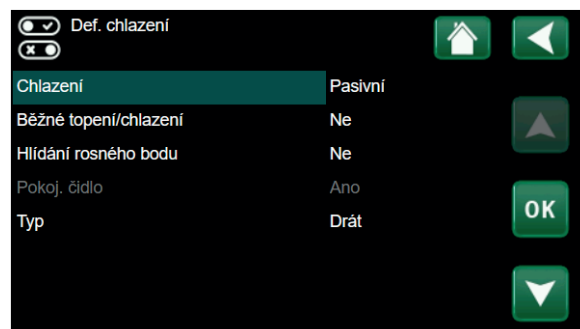 Def. chlazení
Chlazení Pasivní
Běžné topení/chlazení Ne
Hlídání rosného bodu Ne
Pokoj. čidlo Ano
OK
Typ Drát